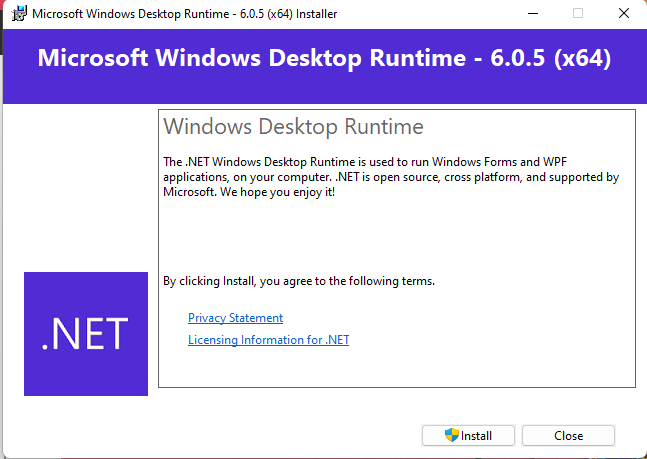 Microsoft Windows Desktop Runtime - 6.0.5 (x64) Installer
Microsoft Windows Desktop Runtime - 6.0.5 (x64)
Windows Desktop Runtime
The .NET Windows Desktop Runtime is used to run Windows Forms and WPF
applications, on your computer. .NET is open source, cross platform, and supported by
Microsoft. We hope you enjoy it!
By clicking Install, you agree to the following terms.
Privacy Statement
Licensing Information for .NET
.NET
Install
Close